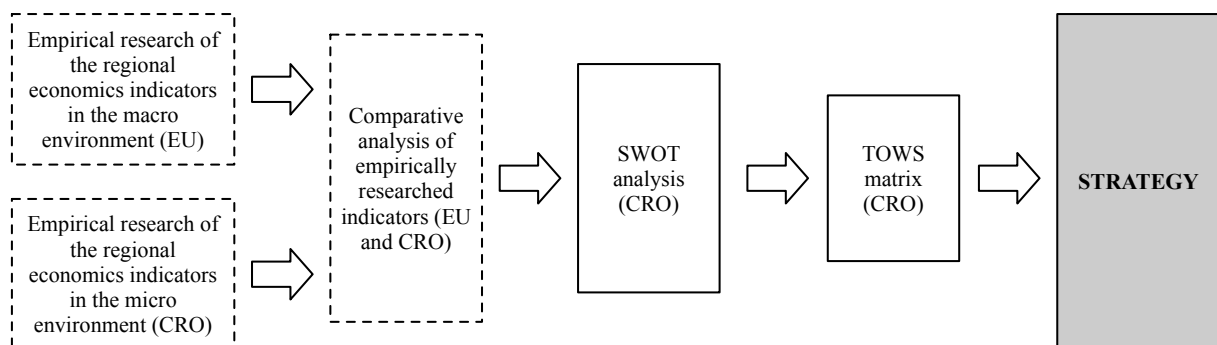 Empirical research of
the regional
economics indicators
in the macro
environment (EU)
Empirical research of
the regional
economics indicators
in the micro
environment (CRO)
Comparative
analysis of
empirically
researched
indicators (EU
and CRO)
SWOT
analysis
(CRO)
TOWS
matrix
(CRO)
STRATEGY